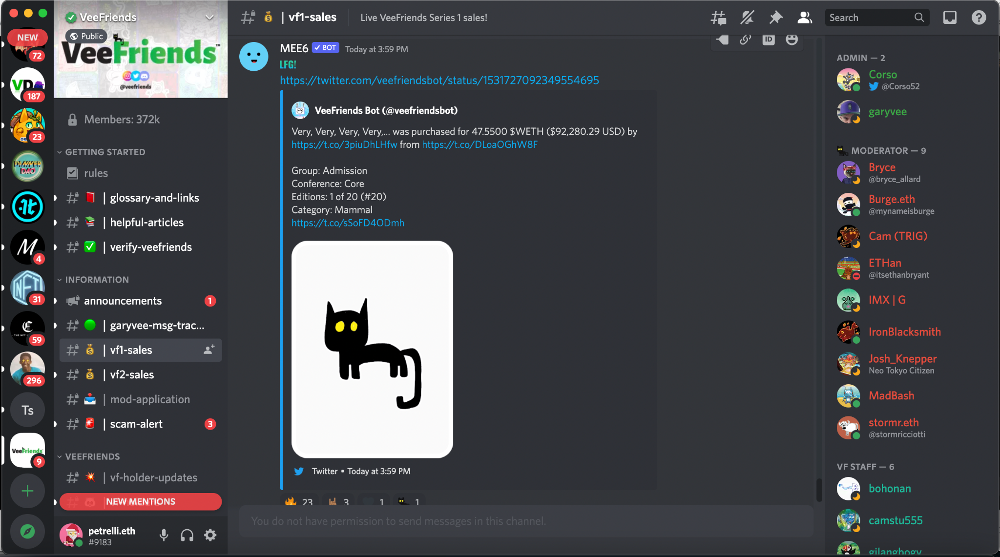 NEW
72
VD
187
23
DINNER
DAO
1t
M
4
NFT
31
59
296
Ts
VeeFriends
9
VeeFriends
Public
VeeFriends™
@veefriends
Members: 372k
GETTING STARTED
rules
| glossary-and-links
| helpful-articles
| verify-veefriends
INFORMATION
announcements
1
| garyvee-msg-trac...
| vf1-sales
| vf2-sales
| mod-application
| scam-alert
3
VEEFRIENDS
| vf-holder-updates
NEW MENTIONS
petrelli.eth
#9183
| vf1-sales
Live VeeFriends Series 1 sales!
Search
ID
MEE6 BOT Today at 3:59 PM
LFG!
https://twitter.com/veefriendsbot/status/1531727092349554695
VeeFriends Bot (@veefriendsbot)
Very, Very, Very, Very,... was purchased for 47.5500 $WETH ($92,280.29 USD) by
https://t.co/3piuDhLHfw from https://t.co/DLoaOGhW8F
Group: Admission
Conference: Core
Editions: 1 of 20 (#20)
Category: Mammal
https://t.co/sSoFD4ODmh
Twitter • Today at 3:59 PM
23 3 1 1
You do not have permission to send messages in this channel.
ADMIN — 2
Corso
@Corso52
garyvee
MODERATOR — 9
Bryce
@bryce_allard
Burge.eth
@mynameisburge
Cam (TRIG)
ETHan
@itsethanbryant
IMX | G
IronBlacksmith
Josh_Knepper
Neo Tokyo Citizen
MadBash
stormr.eth
@stormricciotti
VF STAFF — 6
bohonan
camstu555
gilangbogy